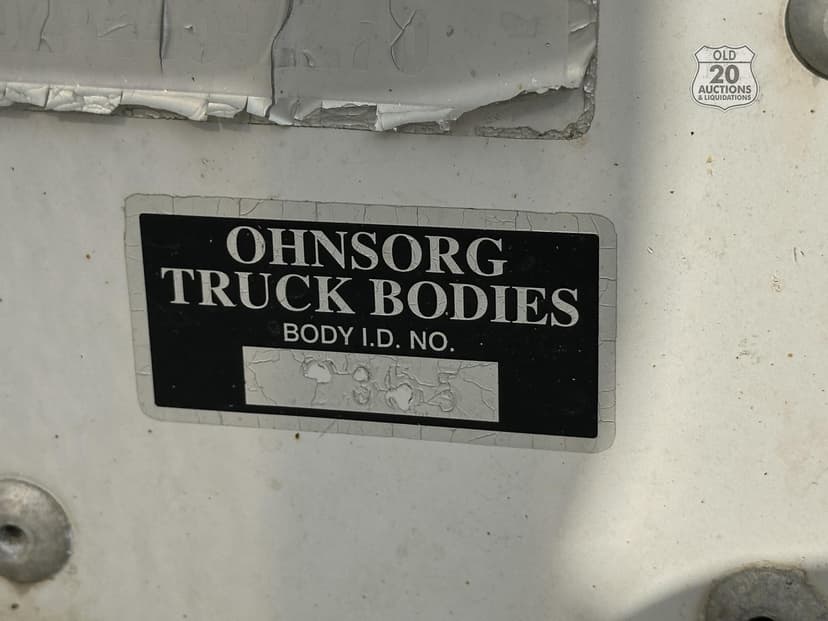 OLD
20
AUCTIONS
& LIQUIDATIONS
OHNSORG
TRUCK BODIES
BODY I.D. NO.